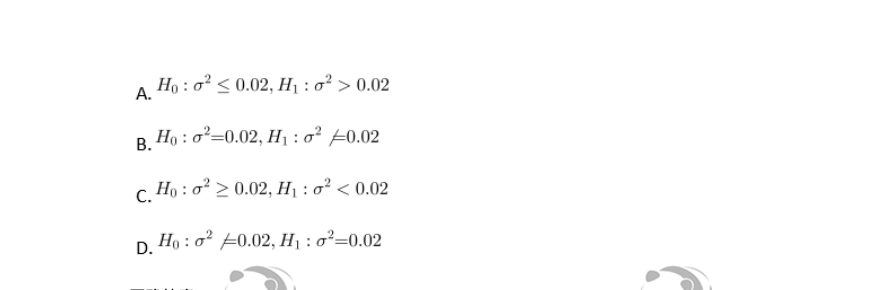 A. H₀ : σ² ≤ 0.02, H₁ : σ² > 0.02
B. H₀ : σ²=0.02, H₁ : σ² ≠0.02
C. H₀ : σ² ≥ 0.02, H₁ : σ² < 0.02
D. H₀ : σ² ≠0.02, H₁ : σ²=0.02